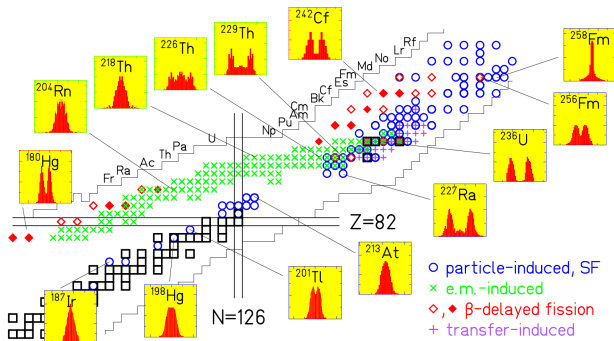 ²²⁹Th
²⁴²Cf
²²⁶Th
²¹⁸Th
²⁰⁴Rn
¹⁸⁰Hg
²⁵⁸Fm
²⁵⁶Fm
²³⁶U
²²⁷Ra
²¹³At
²⁰¹Tl
¹⁹⁸Hg
¹⁸⁷Ir
Rf
Lr
No
Md
Fm
Es
Cf
Bk
Cm
Am
Pu
Np
U
Pa
Th
Ac
Ra
Fr
Z=82
N=126
particle-induced, SF
e.m.-induced
, β-delayed fission
transfer-induced